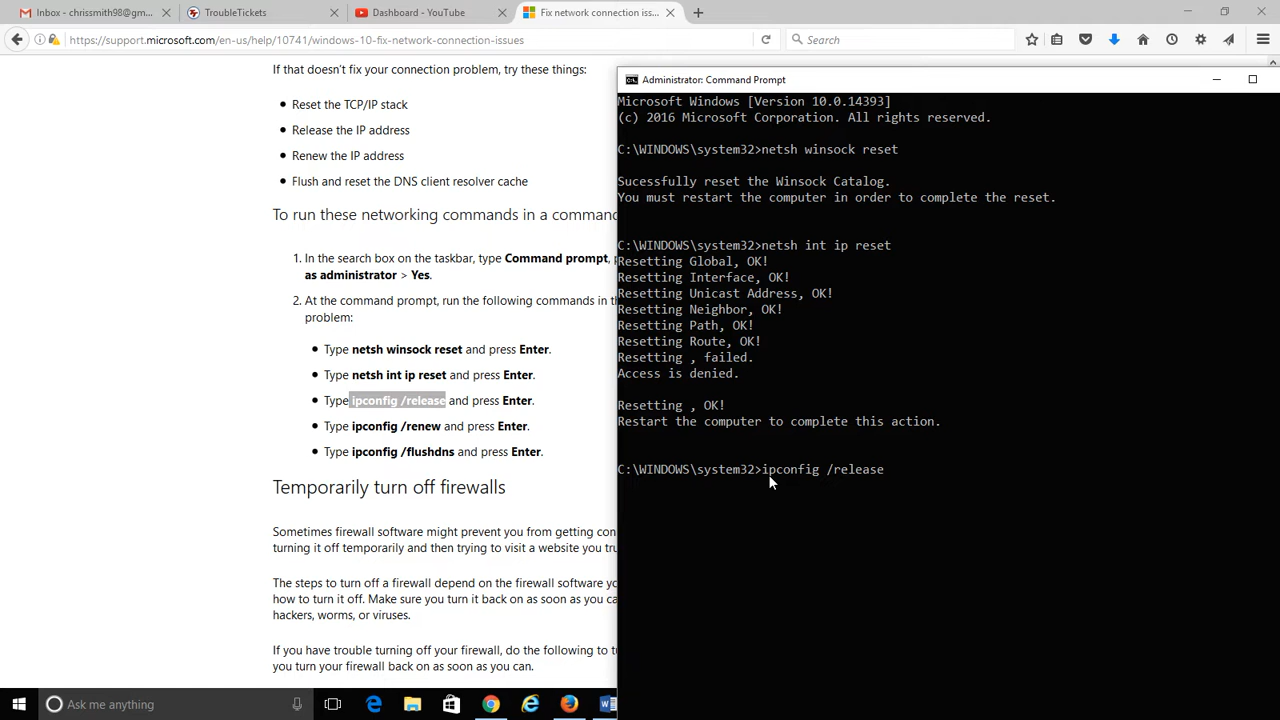 Inbox - chrissmith98@gm...
TroubleTickets
Dashboard - YouTube
Fix network connection iss...
https://support.microsoft.com/en-us/help/10741/windows-10-fix-network-connection-issues
Search
If that doesn't fix your connection problem, try these things:
Reset the TCP/IP stack
Release the IP address
Renew the IP address
Flush and reset the DNS client resolver cache
To run these networking commands in a command
1. In the search box on the taskbar, type Command prompt,
as administrator > Yes.
2. At the command prompt, run the following commands in
problem:
Type netsh winsock reset and press Enter.
Type netsh int ip reset and press Enter.
Type ipconfig /release and press Enter.
Type ipconfig /renew and press Enter.
Type ipconfig /flushdns and press Enter.
Temporarily turn off firewalls
Sometimes firewall software might prevent you from getting
turning it off temporarily and then trying to visit a website you
The steps to turn off a firewall depend on the firewall software
how to turn it off. Make sure you turn it back on as soon as you
hackers, worms, or viruses.
If you have trouble turning off your firewall, do the following to
you turn your firewall back on as soon as you can.
Administrator: Command Prompt
Microsoft Windows [Version 10.0.14393]
(c) 2016 Microsoft Corporation. All rights reserved.
C:\WINDOWS\system32>netsh winsock reset
Sucessfully reset the Winsock Catalog.
You must restart the computer in order to complete the reset.
C:\WINDOWS\system32>netsh int ip reset
Resetting Global, OK!
Resetting Interface, OK!
Resetting Unicast Address, OK!
Resetting Neighbor, OK!
Resetting Path, OK!
Resetting Route, OK!
Resetting , failed.
Access is denied.
Resetting , OK!
Restart the computer to complete this action.
C:\WINDOWS\system32>ipconfig /release
Ask me anything